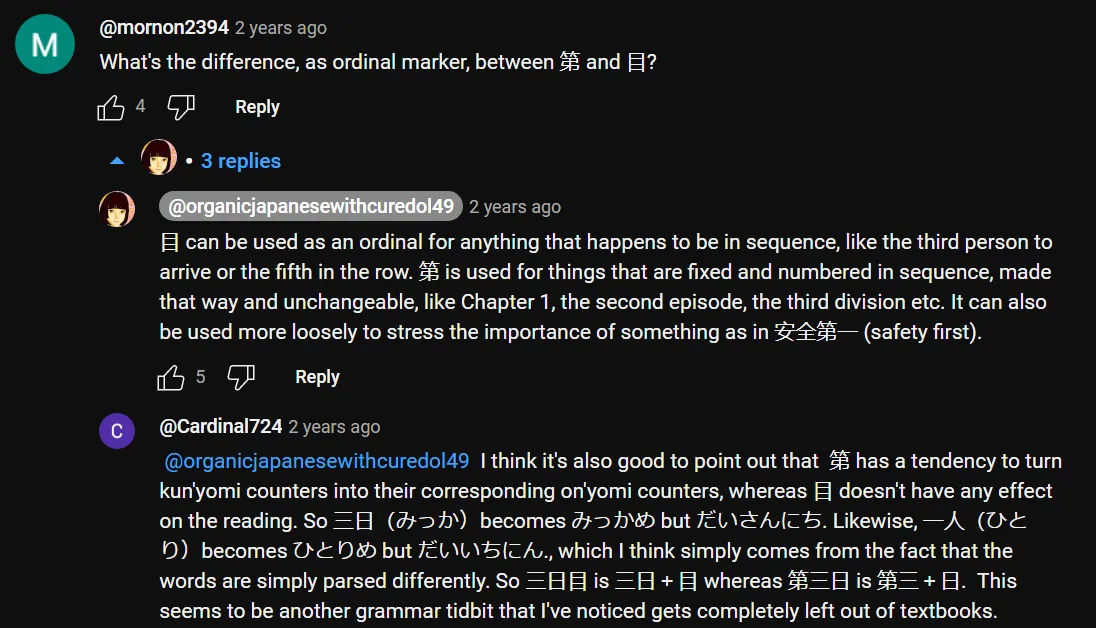 M
@mornon2394 2 years ago
What's the difference, as ordinal marker, between 第 and 目?
4 Reply
• 3 replies
@organicjapanesewithcuredol49 2 years ago
目 can be used as an ordinal for anything that happens to be in sequence, like the third person to
arrive or the fifth in the row. 第 is used for things that are fixed and numbered in sequence, made
that way and unchangeable, like Chapter 1, the second episode, the third division etc. It can also
be used more loosely to stress the importance of something as in 安全第一 (safety first).
5 Reply
C
@Cardinal724 2 years ago
@organicjapanesewithcuredol49 I think it's also good to point out that 第 has a tendency to turn
kun'yomi counters into their corresponding on'yomi counters, whereas 目 doesn't have any effect
on the reading. So 三日（みっか）becomes みっかめ but だいさんにち. Likewise, 一人（ひと
り）becomes ひとりめ but だいいちにん., which I think simply comes from the fact that the
words are simply parsed differently. So 三日目 is 三日 + 目 whereas 第三日 is 第三 + 日. This
seems to be another grammar tidbit that I've noticed gets completely left out of textbooks.